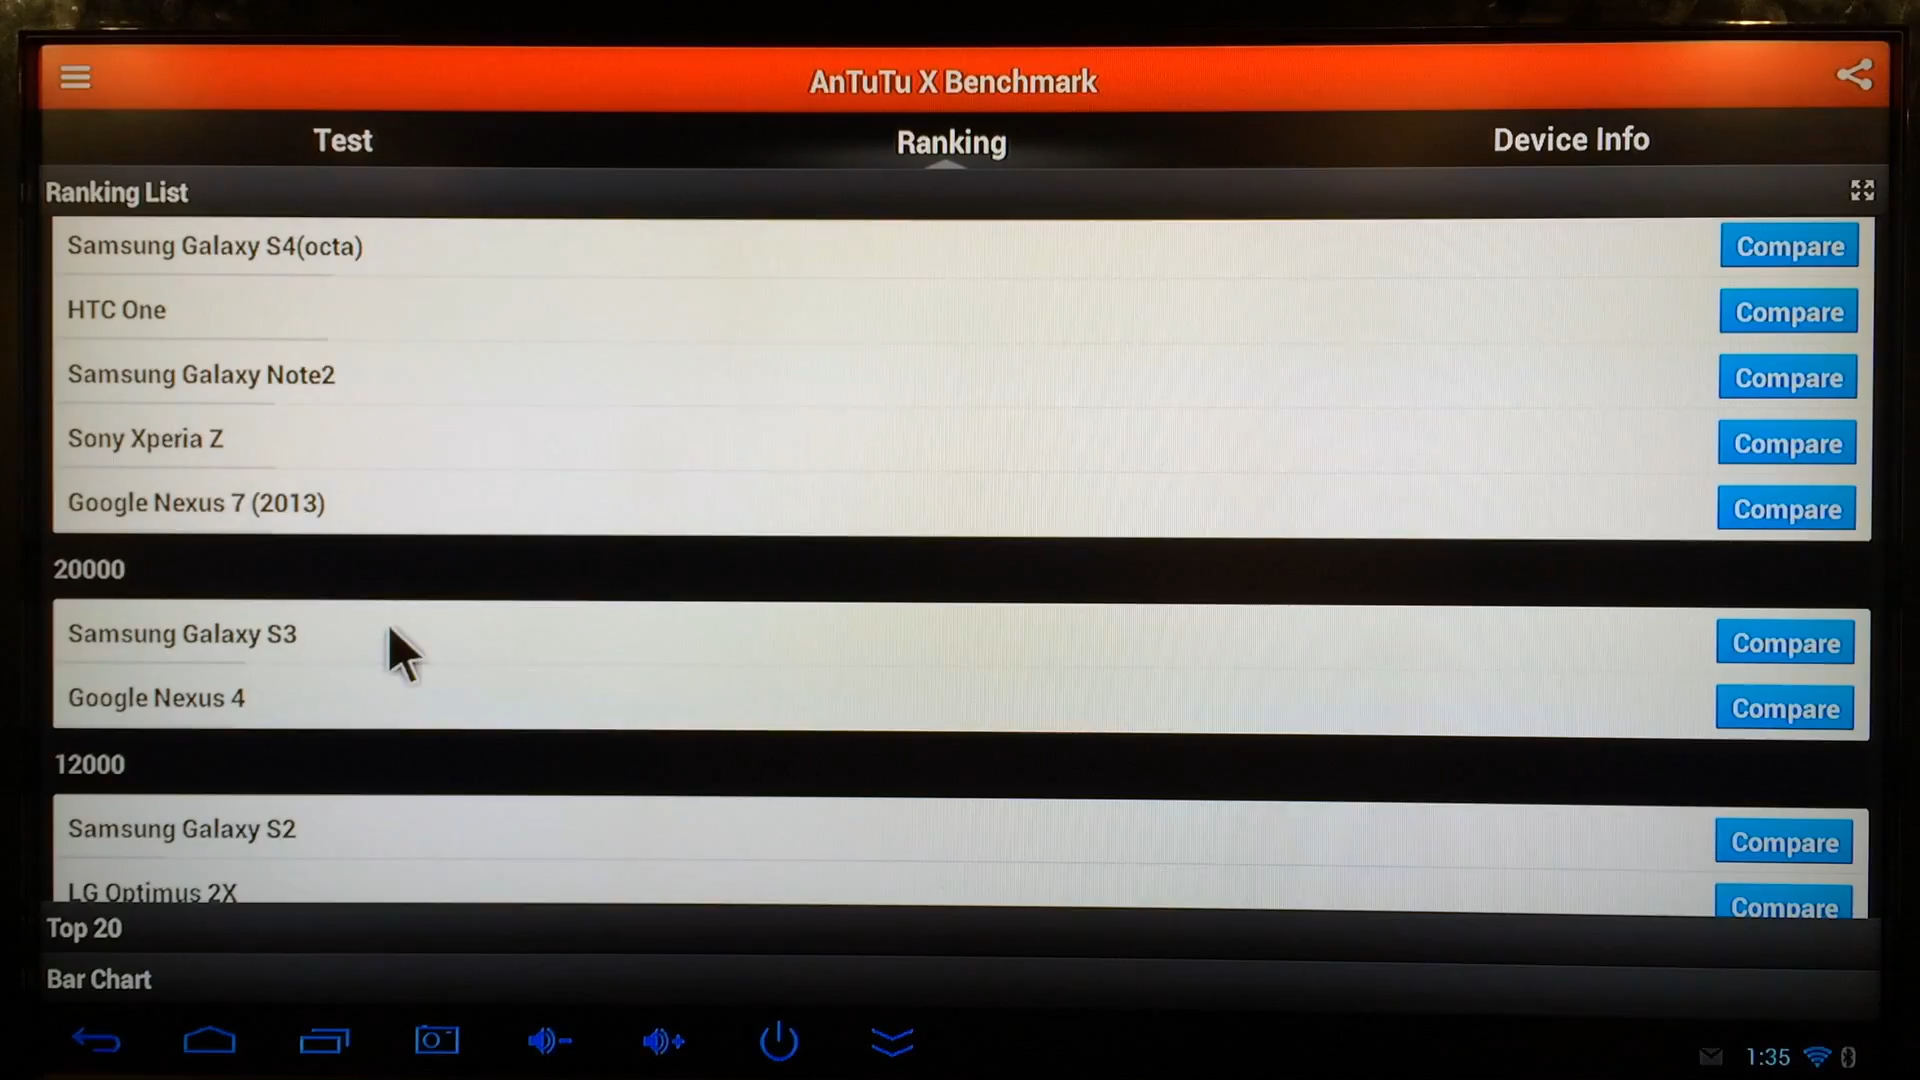 AnTuTu X Benchmark
Test
Ranking
Device Info
Ranking List
Samsung Galaxy S4(octa)
Compare
HTC One
Compare
Samsung Galaxy Note2
Compare
Sony Xperia Z
Compare
Google Nexus 7 (2013)
Compare
20000
Samsung Galaxy S3
Compare
Google Nexus 4
Compare
12000
Samsung Galaxy S2
Compare
LG Optimus 2X
Compare
Top 20
Bar Chart
1:35